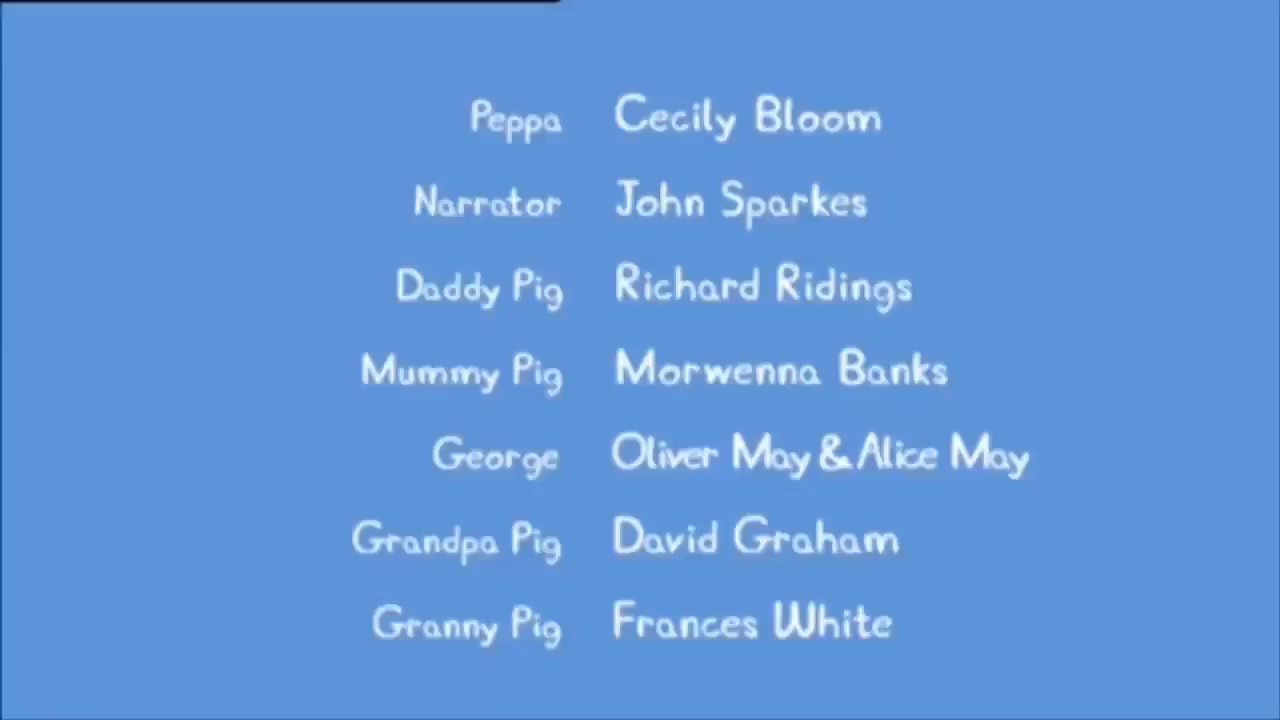 Peppa Cecily Bloom
Narrator John Sparkes
Daddy Pig Richard Ridings
Mummy Pig Morwenna Banks
George Oliver May & Alice May
Grandpa Pig David Graham
Granny Pig Frances White